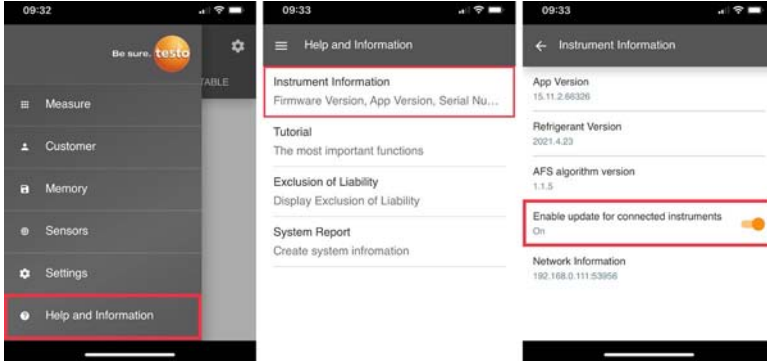 09:32
Be sure. testo
TABLE
Measure
Customer
Memory
Sensors
Settings
Help and Information
09:33
Help and Information
Instrument Information
Firmware Version, App Version, Serial Nu...
Tutorial
The most important functions
Exclusion of Liability
Display Exclusion of Liability
System Report
Create system infromation
09:33
Instrument Information
App Version
15.11.2.66326
Refrigerant Version
2021.4.23
AFS algorithm version
1.1.5
Enable update for connected instruments
On
Network Information
192.168.0.111:53956